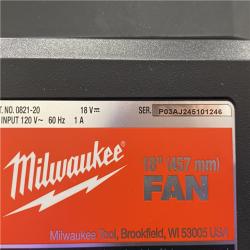 T. NO. 0821-20 18 V⎓ SER. P03AJ245101246
INPUT 120 V~ 60 Hz 1 A
Milwaukee
18" (457 mm)
FAN
Milwaukee Tool, Brookfield, WI 53005 USA